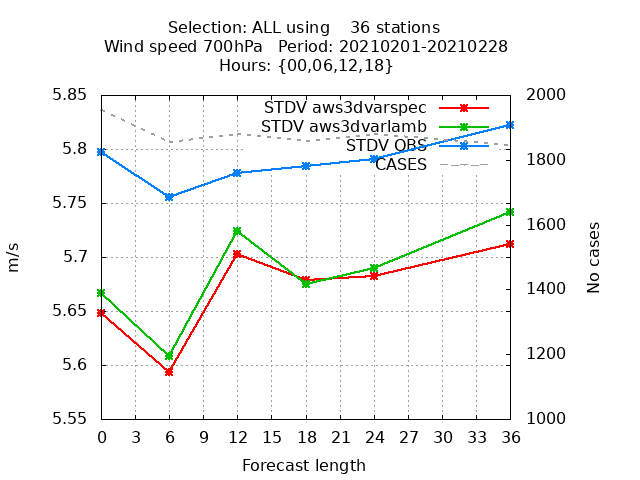 Selection: ALL using    36 stations
Wind speed 700hPa   Period: 20210201-20210228
Hours: {00,06,12,18}
5.85
5.8
5.75
5.7
5.65
5.6
5.55
m/s
STDV aws3dvarspec
STDV aws3dvarlamb
STDV OBS
CASES
2000
1800
1600
1400
1200
1000
No cases
0 3 6 9 12 15 18 21 24 27 30 33 36
Forecast length